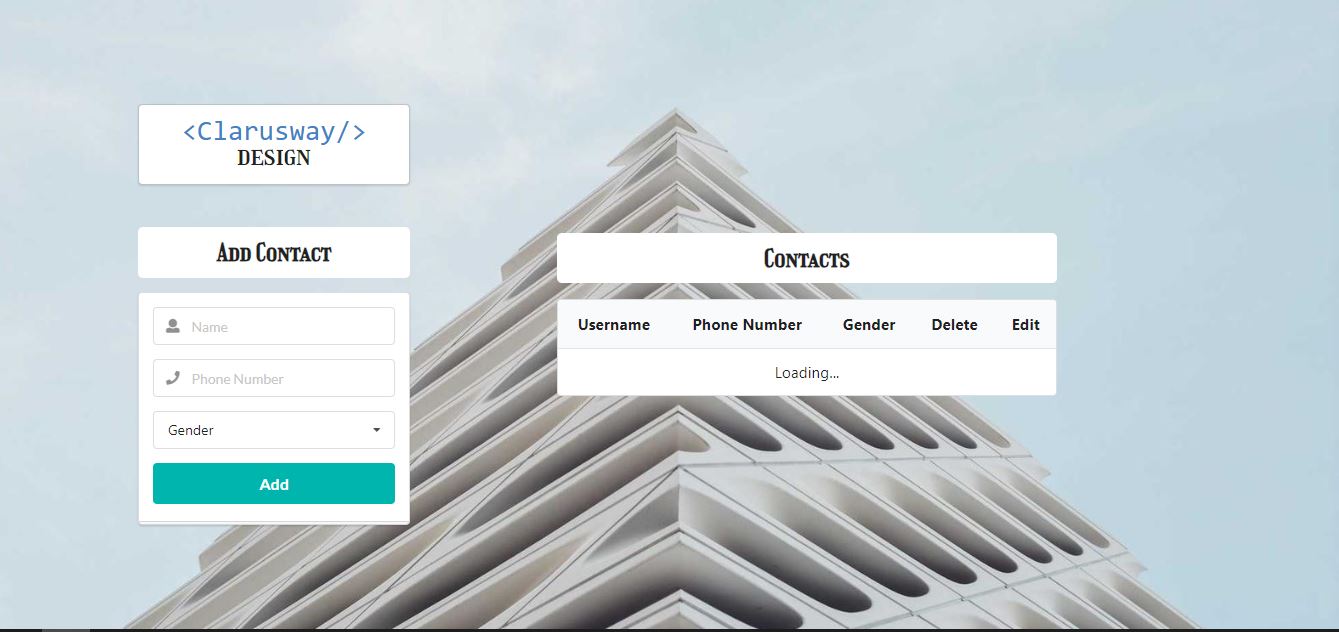 <Clarusway/>
DESIGN
Add Contact
Name
Phone Number
Gender
Add
Contacts
Username Phone Number Gender Delete Edit
Loading...